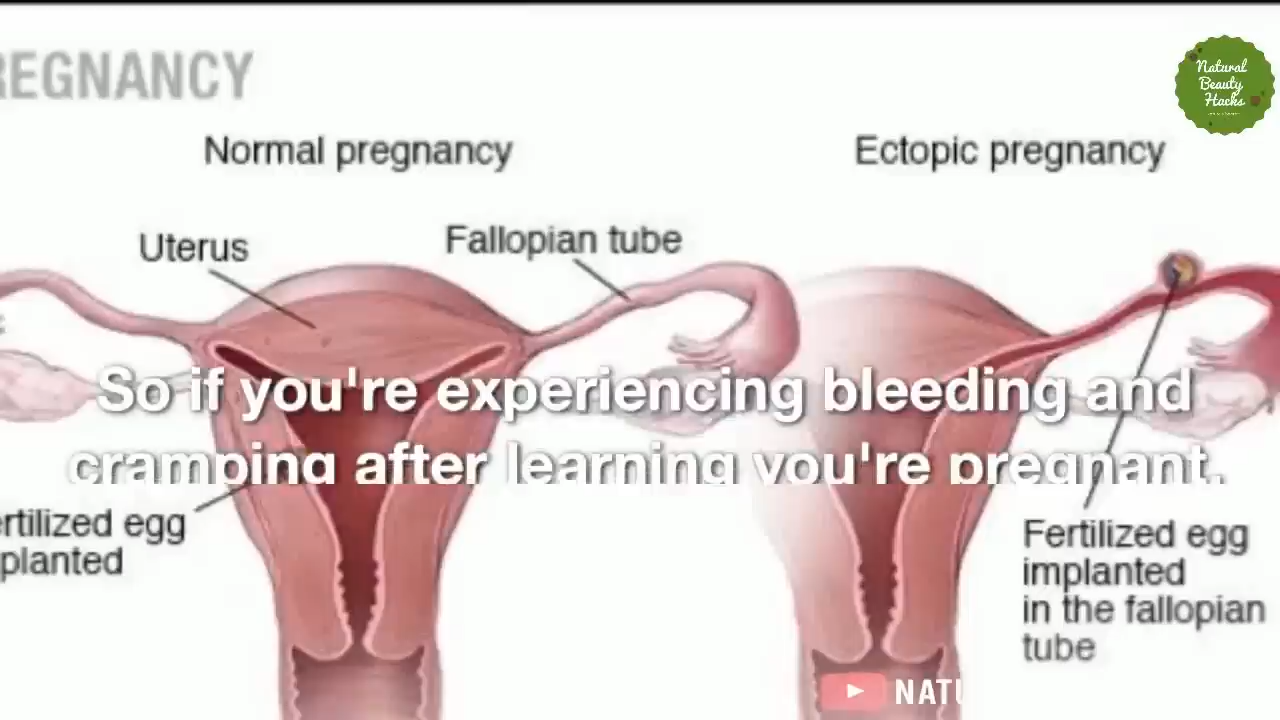 REGNANCY
Natural
Beauty
Hacks
Normal pregnancy
Ectopic pregnancy
Uterus
Fallopian tube
So if you're experiencing bleeding and
cramping after learning you're pregnant,
ertilized egg
planted
Fertilized egg
implanted
in the fallopian
tube
NATU